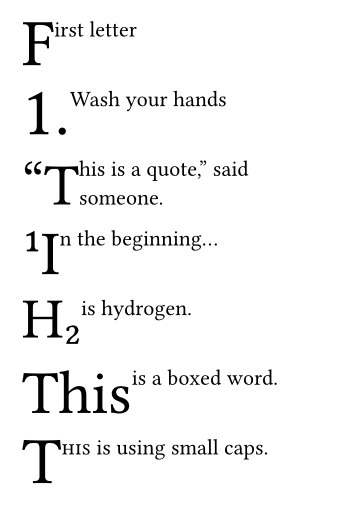 First letter
1. Wash your hands
“This is a quote,” said
someone.
¹In the beginning…
H₂ is hydrogen.
This is a boxed word.
Tʜɪs is using small caps.